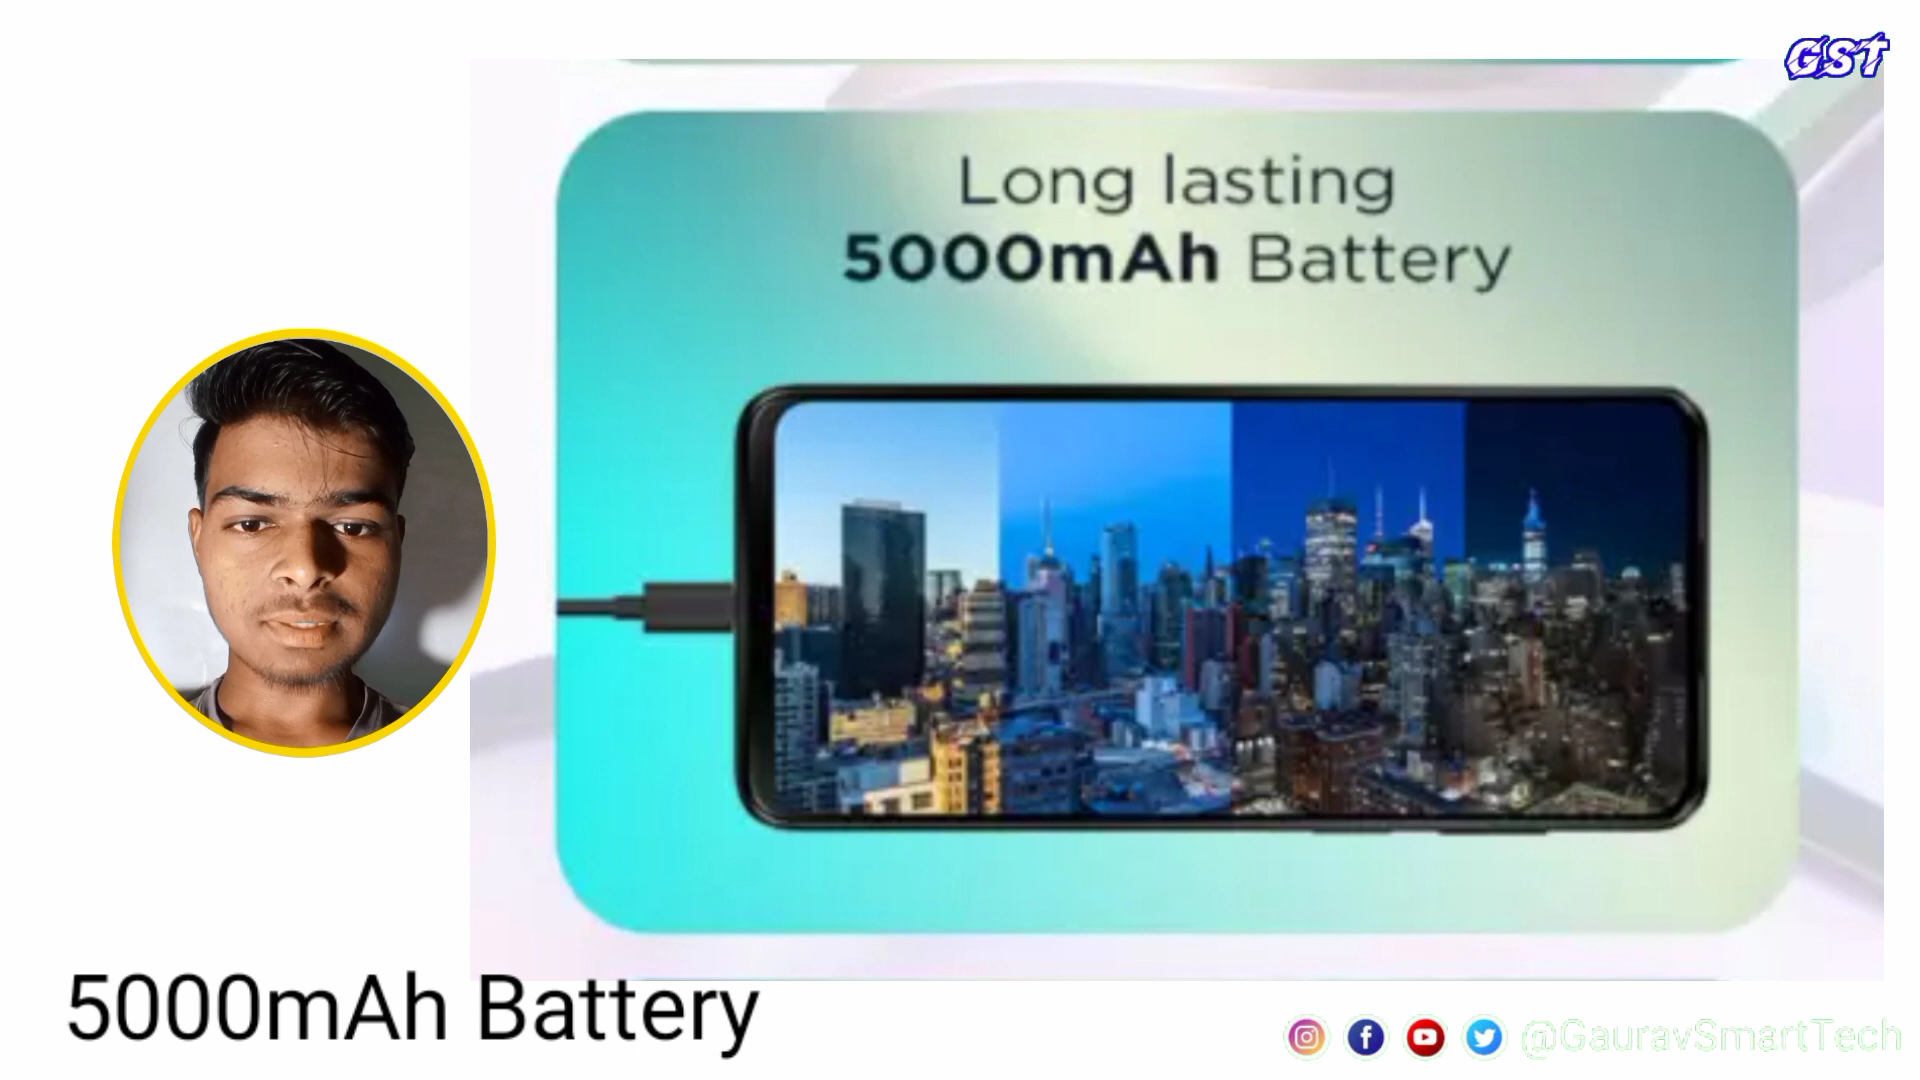 GST
Long lasting
5000mAh Battery
5000mAh Battery
@GauravSmartTech